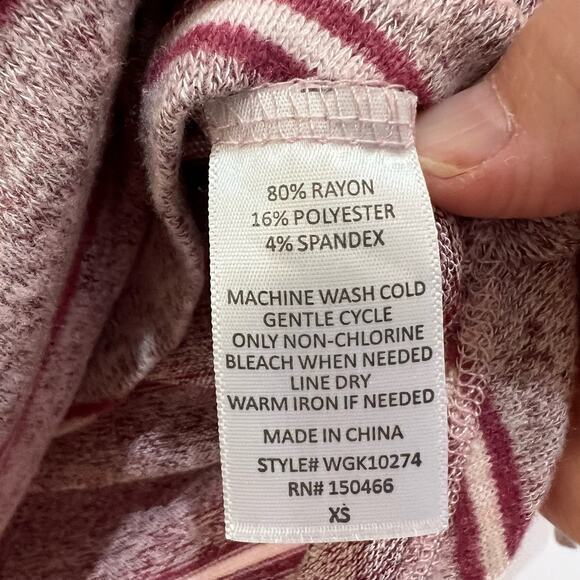 80% RAYON
16% POLYESTER
4% SPANDEX
MACHINE WASH COLD
GENTLE CYCLE
ONLY NON-CHLORINE
BLEACH WHEN NEEDED
LINE DRY
WARM IRON IF NEEDED
MADE IN CHINA
STYLE# WGK10274
RN# 150466
XS